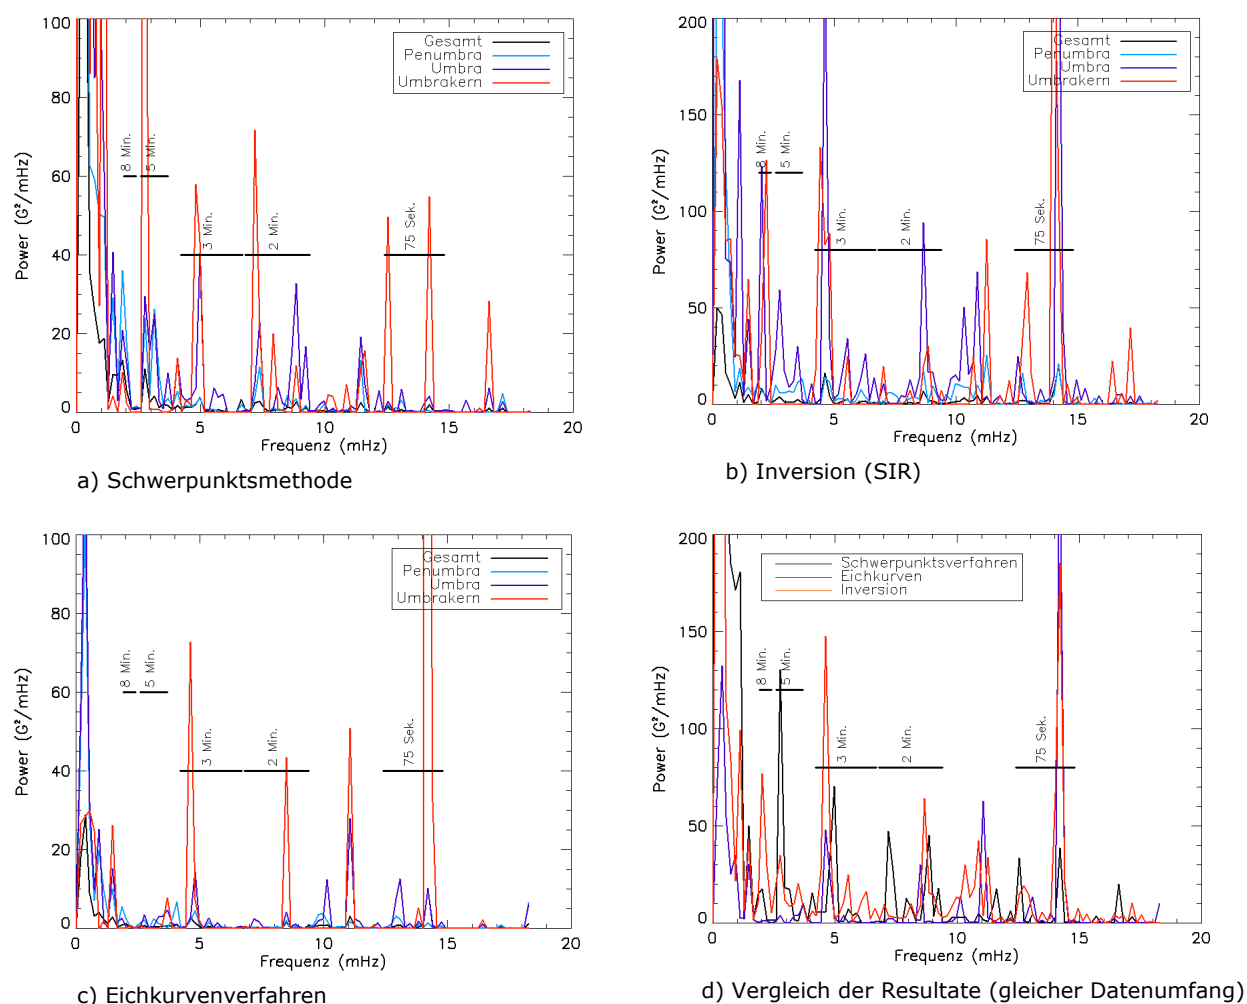 100
80
60
40
20
0
Power (G²/mHz)
Gesamt
Penumbra
Umbra
Umbrakern
8 Min.
5 Min.
3 Min.
2 Min.
75 Sek.
0 5 10 15 20
Frequenz (mHz)
a) Schwerpunktsmethode
200
150
100
50
0
Power (G²/mHz)
Gesamt
Penumbra
Umbra
Umbrakern
8 Min.
5 Min.
3 Min.
2 Min.
75 Sek.
0 5 10 15 20
Frequenz (mHz)
b) Inversion (SIR)
100
80
60
40
20
0
Power (G²/mHz)
Gesamt
Penumbra
Umbra
Umbrakern
8 Min.
5 Min.
3 Min.
2 Min.
75 Sek.
0 5 10 15 20
Frequenz (mHz)
c) Eichkurvenverfahren
200
150
100
50
0
Power (G²/mHz)
Schwerpunktsverfahren
Eichkurven
Inversion
8 Min.
5 Min.
3 Min.
2 Min.
75 Sek.
0 5 10 15 20
Frequenz (mHz)
d) Vergleich der Resultate (gleicher Datenumfang)